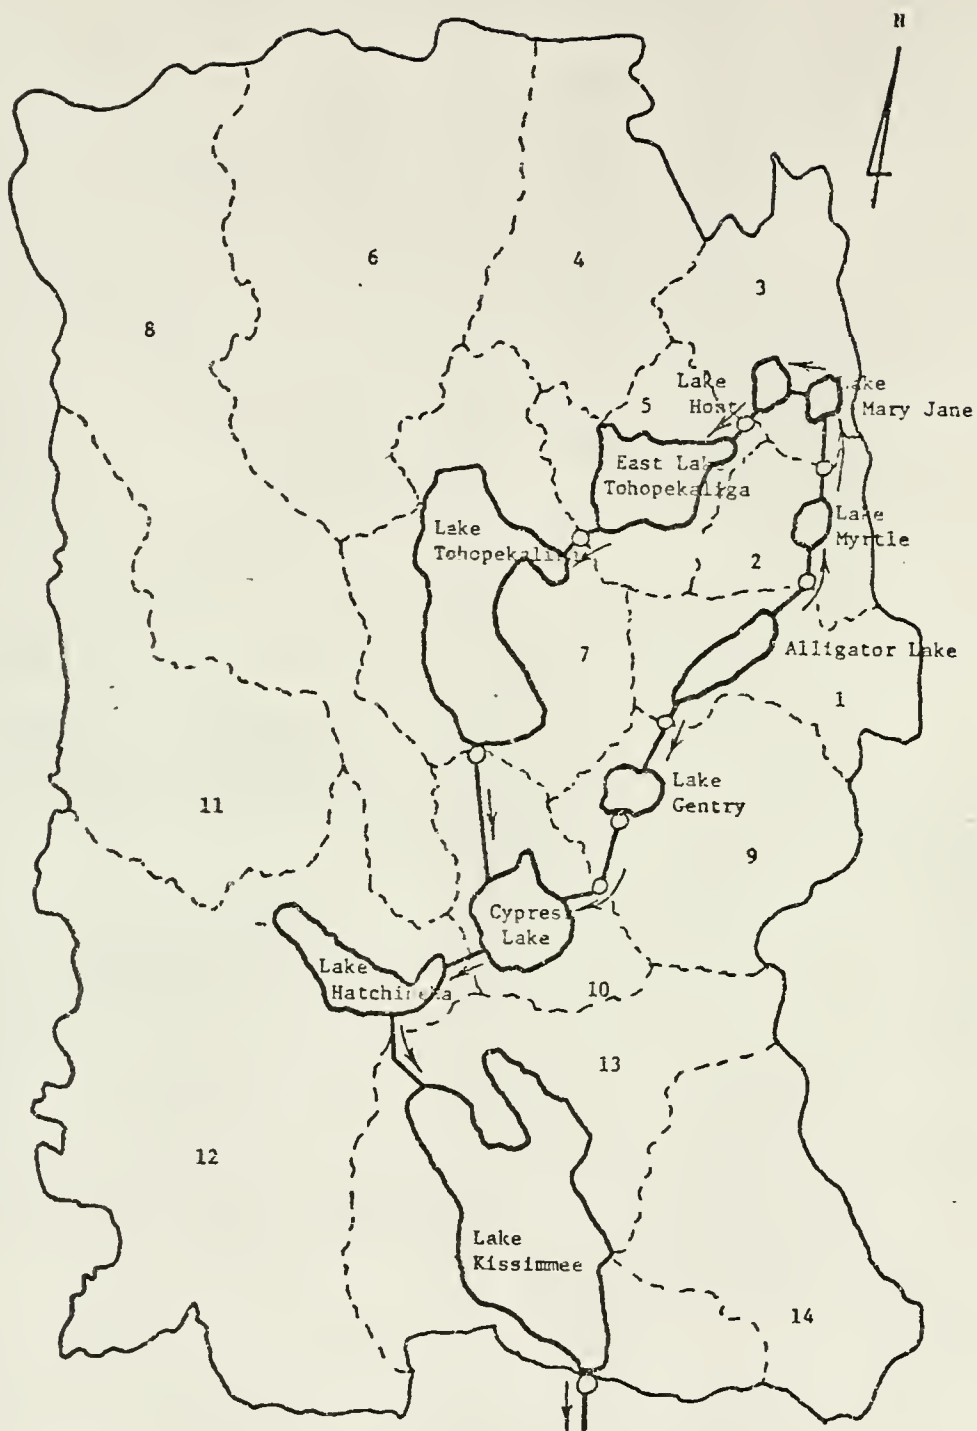 N
6
4
3
8
Lake
Hart
Lake
Mary Jane
5
East Lake
Tohopekaliga
Lake
Tohopekaliga
Lake
Myrtle
2
7
Alligator Lake
1
Lake
Gentry
11
9
Cypress
Lake
Lake
Hatchineha
10
13
12
Lake
Kissimmee
14